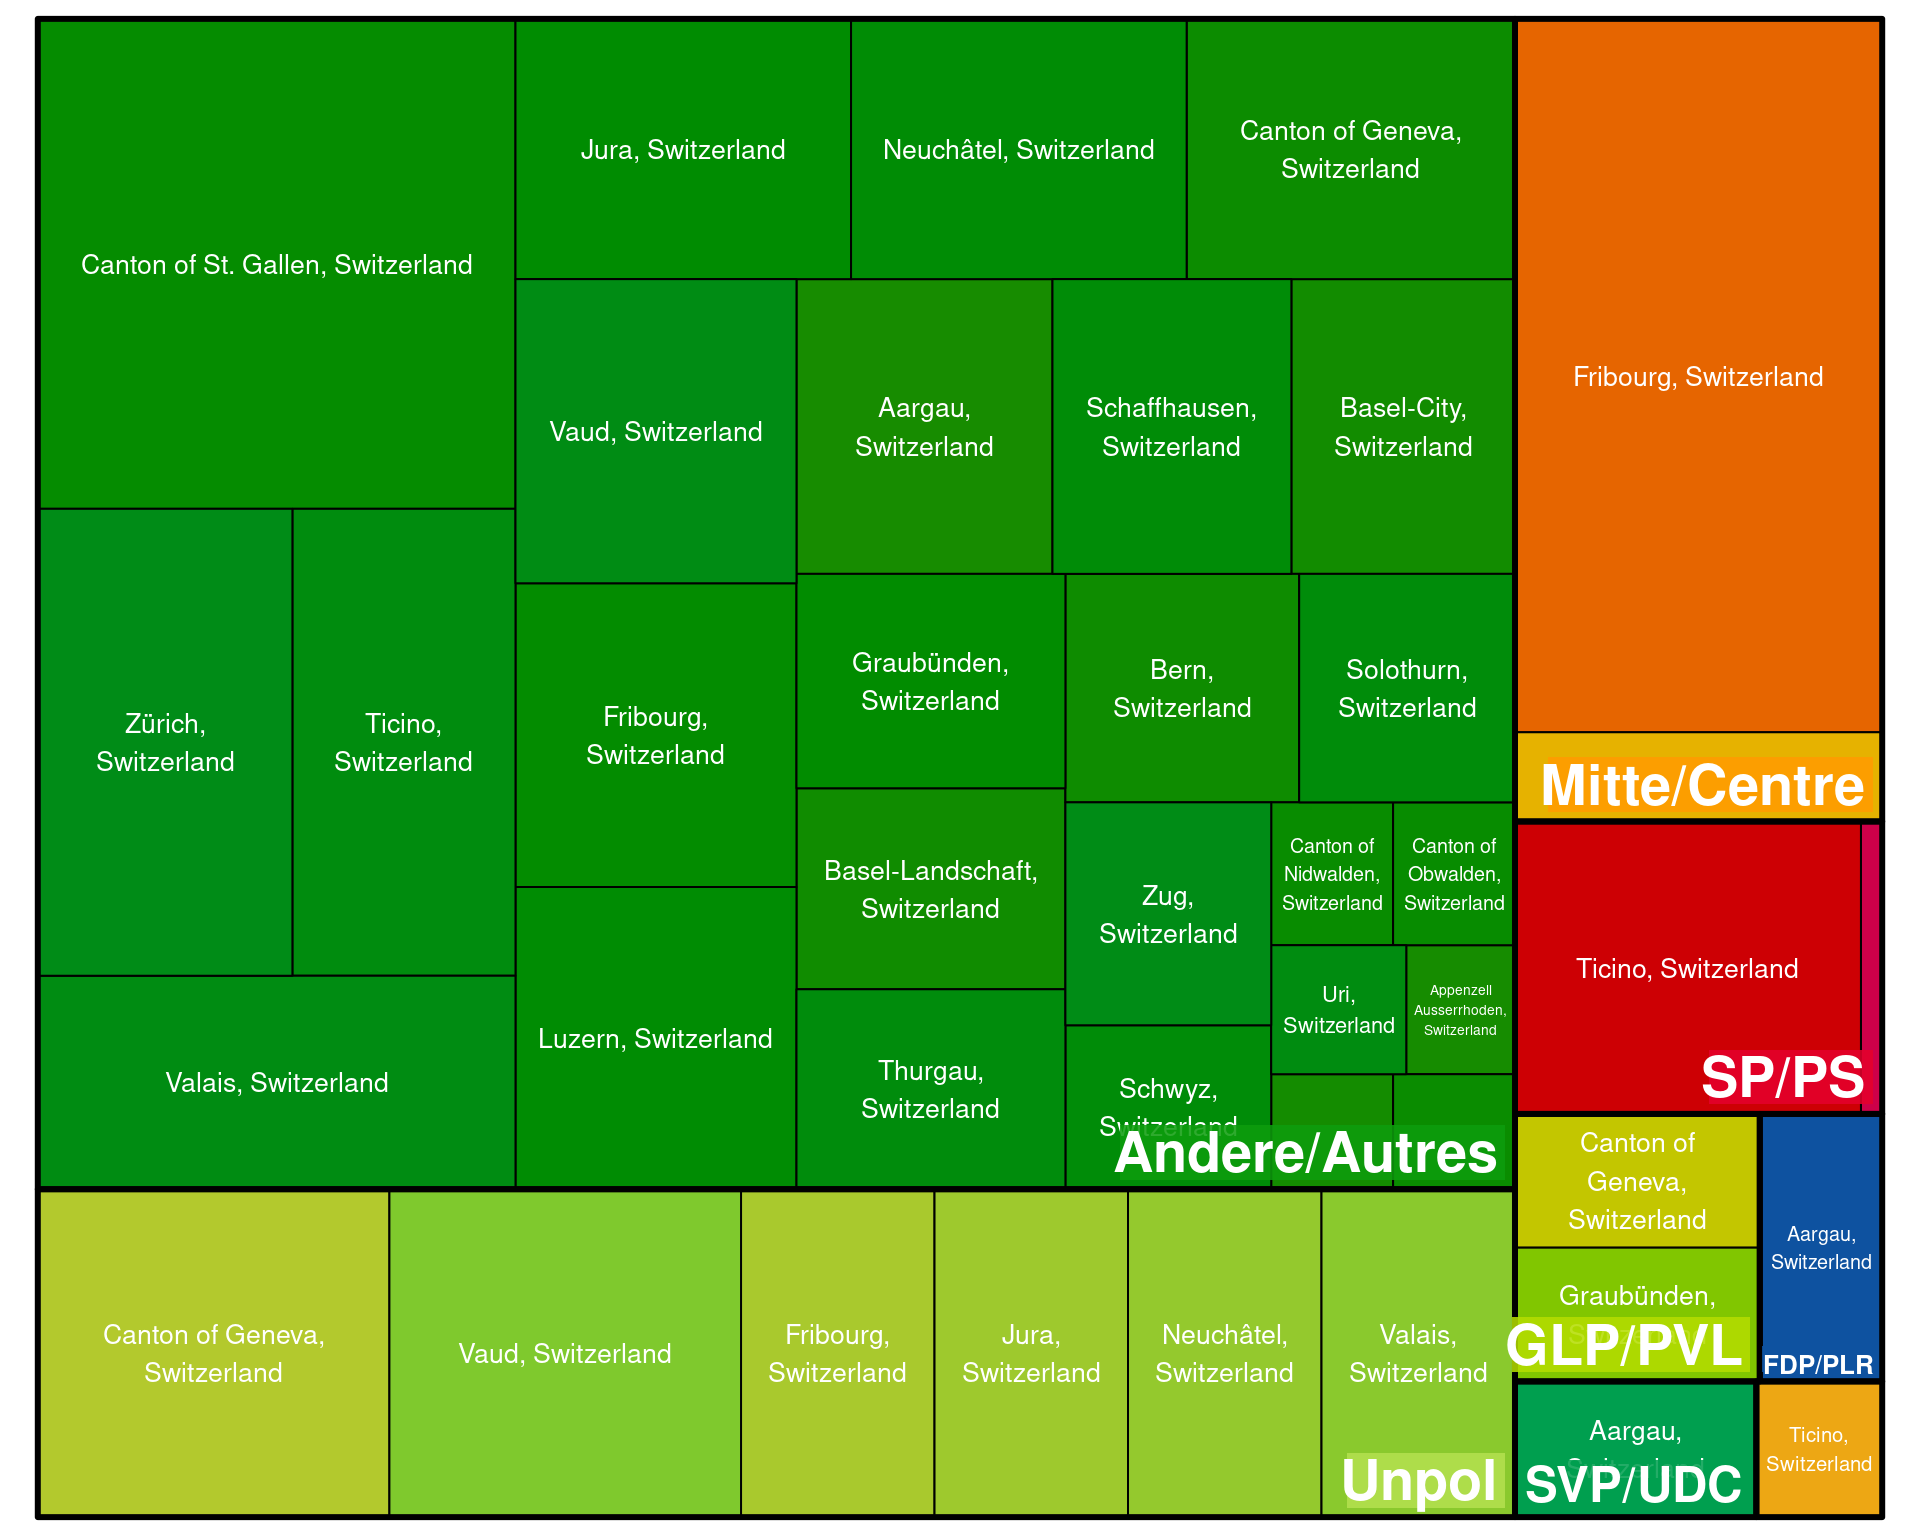 Canton of St. Gallen, Switzerland
Jura, Switzerland
Neuchâtel, Switzerland
Canton of Geneva,
Switzerland
Vaud, Switzerland
Aargau,
Switzerland
Schaffhausen,
Switzerland
Basel-City,
Switzerland
Zürich,
Switzerland
Ticino,
Switzerland
Fribourg,
Switzerland
Graubünden,
Switzerland
Bern,
Switzerland
Solothurn,
Switzerland
Basel-Landschaft,
Switzerland
Zug,
Switzerland
Canton of
Nidwalden,
Switzerland
Canton of
Obwalden,
Switzerland
Uri,
Switzerland
Appenzell
Ausserrhoden,
Switzerland
Valais, Switzerland
Luzern, Switzerland
Thurgau,
Switzerland
Schwyz,
Switzerland
Andere/Autres
Canton of Geneva,
Switzerland
Vaud, Switzerland
Fribourg,
Switzerland
Jura,
Switzerland
Neuchâtel,
Switzerland
Valais,
Switzerland
Unpol
Fribourg, Switzerland
Mitte/Centre
Ticino, Switzerland
SP/PS
Canton of
Geneva,
Switzerland
Graubünden,
GLP/PVL
Aargau,
Switzerland
FDP/PLR
Aargau,
Switzerland
SVP/UDC
Ticino,
Switzerland